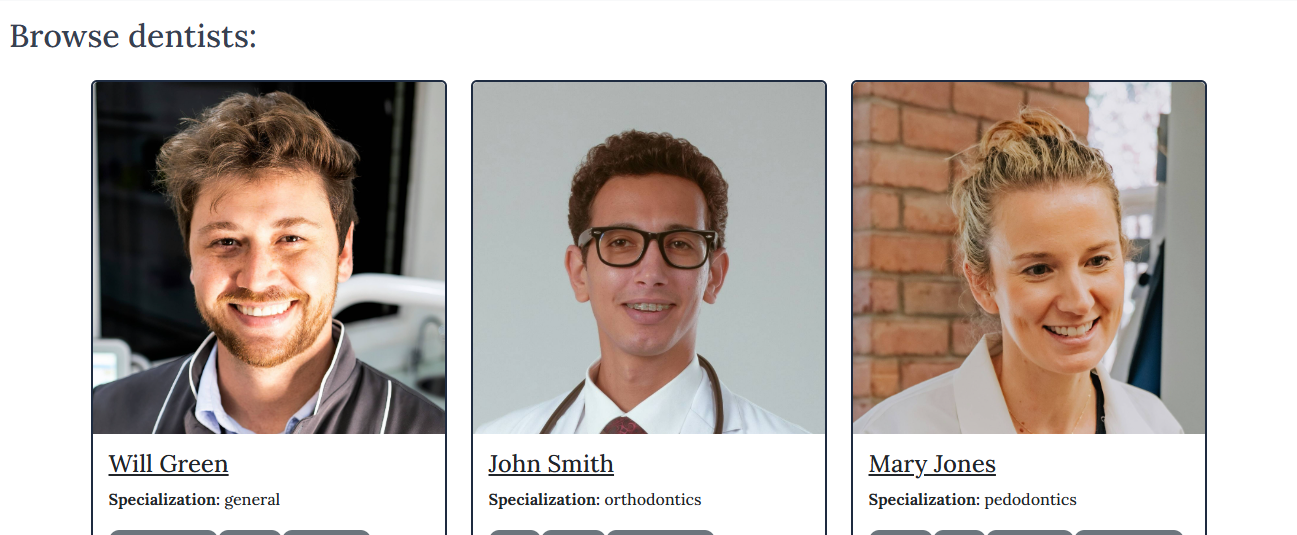 Browse dentists:
Will Green
Specialization: general
John Smith
Specialization: orthodontics
Mary Jones
Specialization: pedodontics